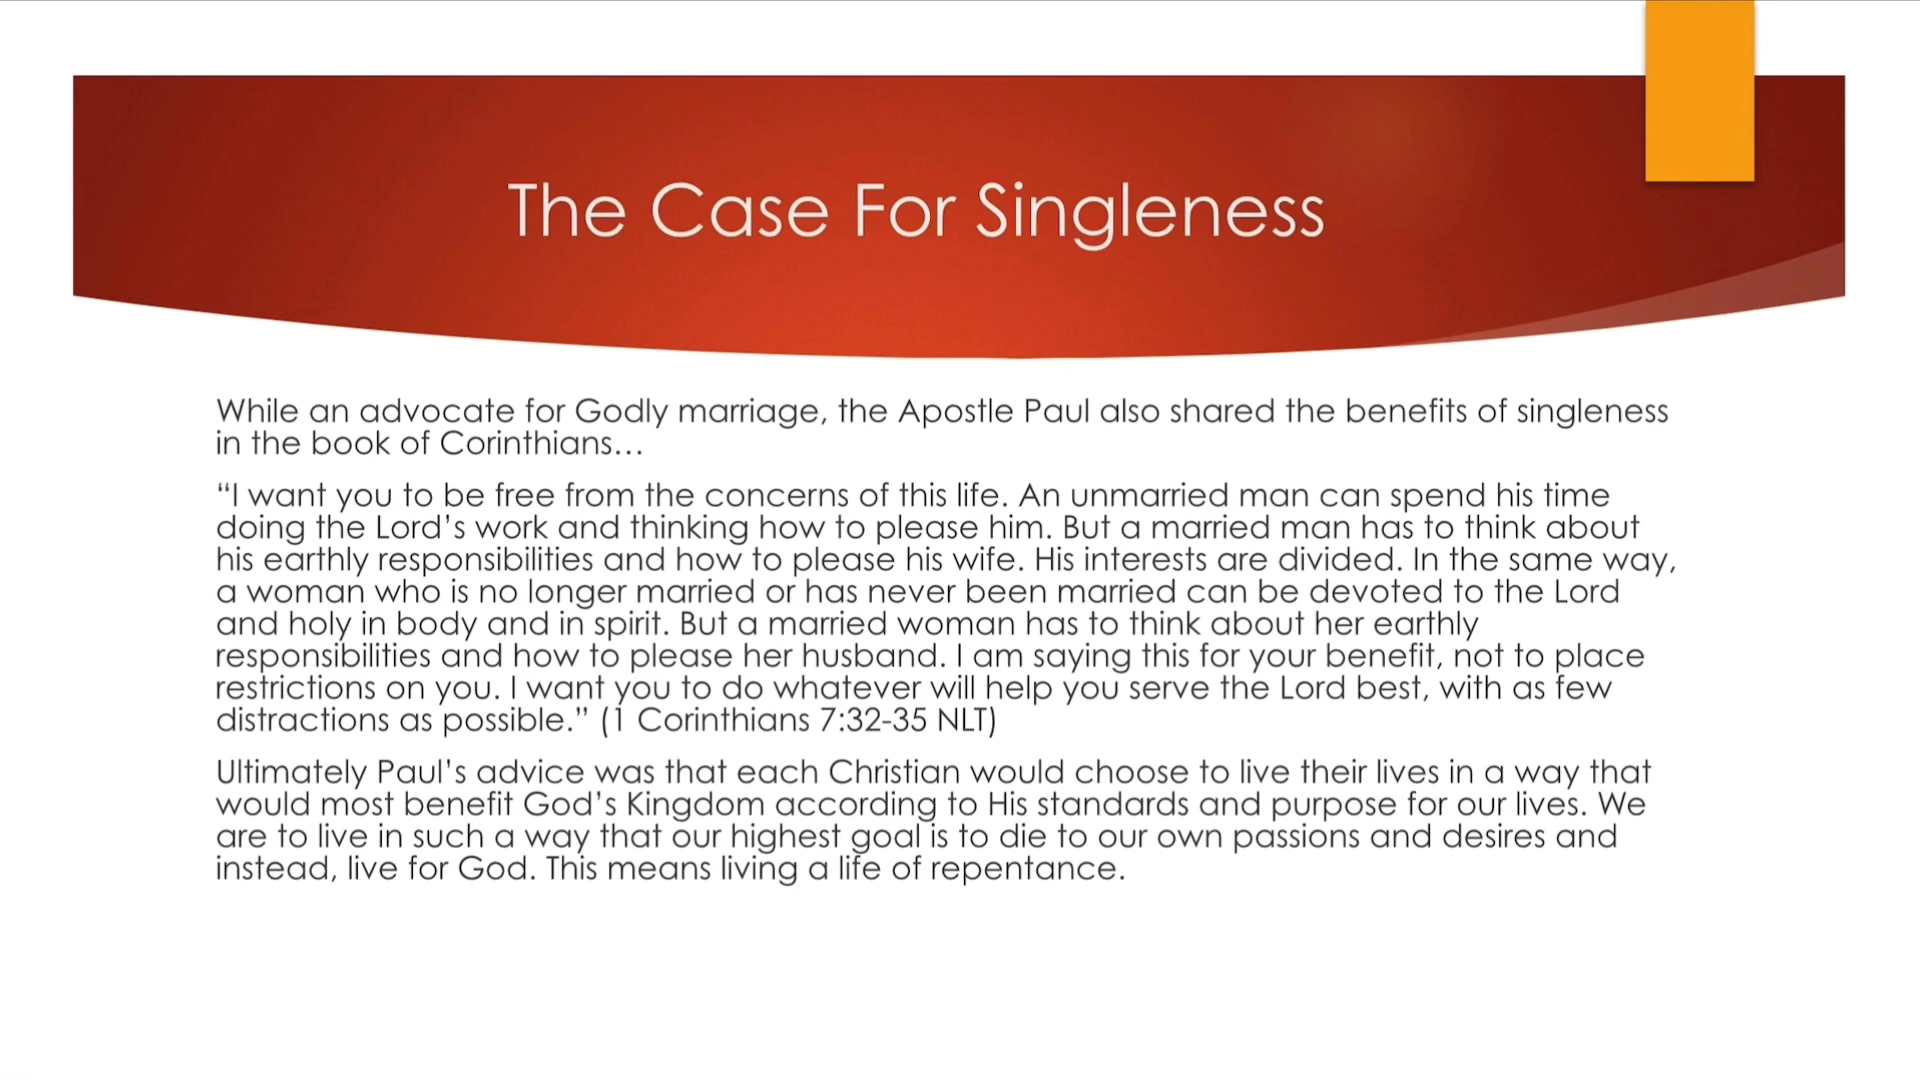 The Case For Singleness
While an advocate for Godly marriage, the Apostle Paul also shared the benefits of singleness
in the book of Corinthians…
“I want you to be free from the concerns of this life. An unmarried man can spend his time
doing the Lord’s work and thinking how to please him. But a married man has to think about
his earthly responsibilities and how to please his wife. His interests are divided. In the same way,
a woman who is no longer married or has never been married can be devoted to the Lord
and holy in body and in spirit. But a married woman has to think about her earthly
responsibilities and how to please her husband. I am saying this for your benefit, not to place
restrictions on you. I want you to do whatever will help you serve the Lord best, with as few
distractions as possible.” (1 Corinthians 7:32-35 NLT)
Ultimately Paul’s advice was that each Christian would choose to live their lives in a way that
would most benefit God’s Kingdom according to His standards and purpose for our lives. We
are to live in such a way that our highest goal is to die to our own passions and desires and
instead, live for God. This means living a life of repentance.